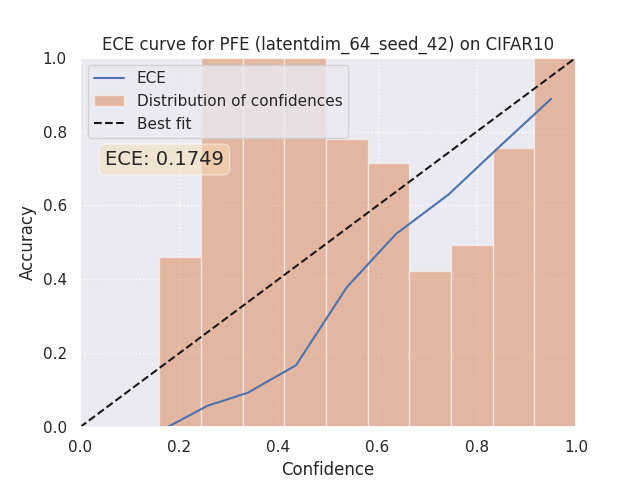 ECE curve for PFE (latentdim_64_seed_42) on CIFAR10
ECE
Distribution of confidences
Best fit
ECE: 0.1749
Accuracy
1.0
0.8
0.6
0.4
0.2
0.0
0.0 0.2 0.4 0.6 0.8 1.0
Confidence